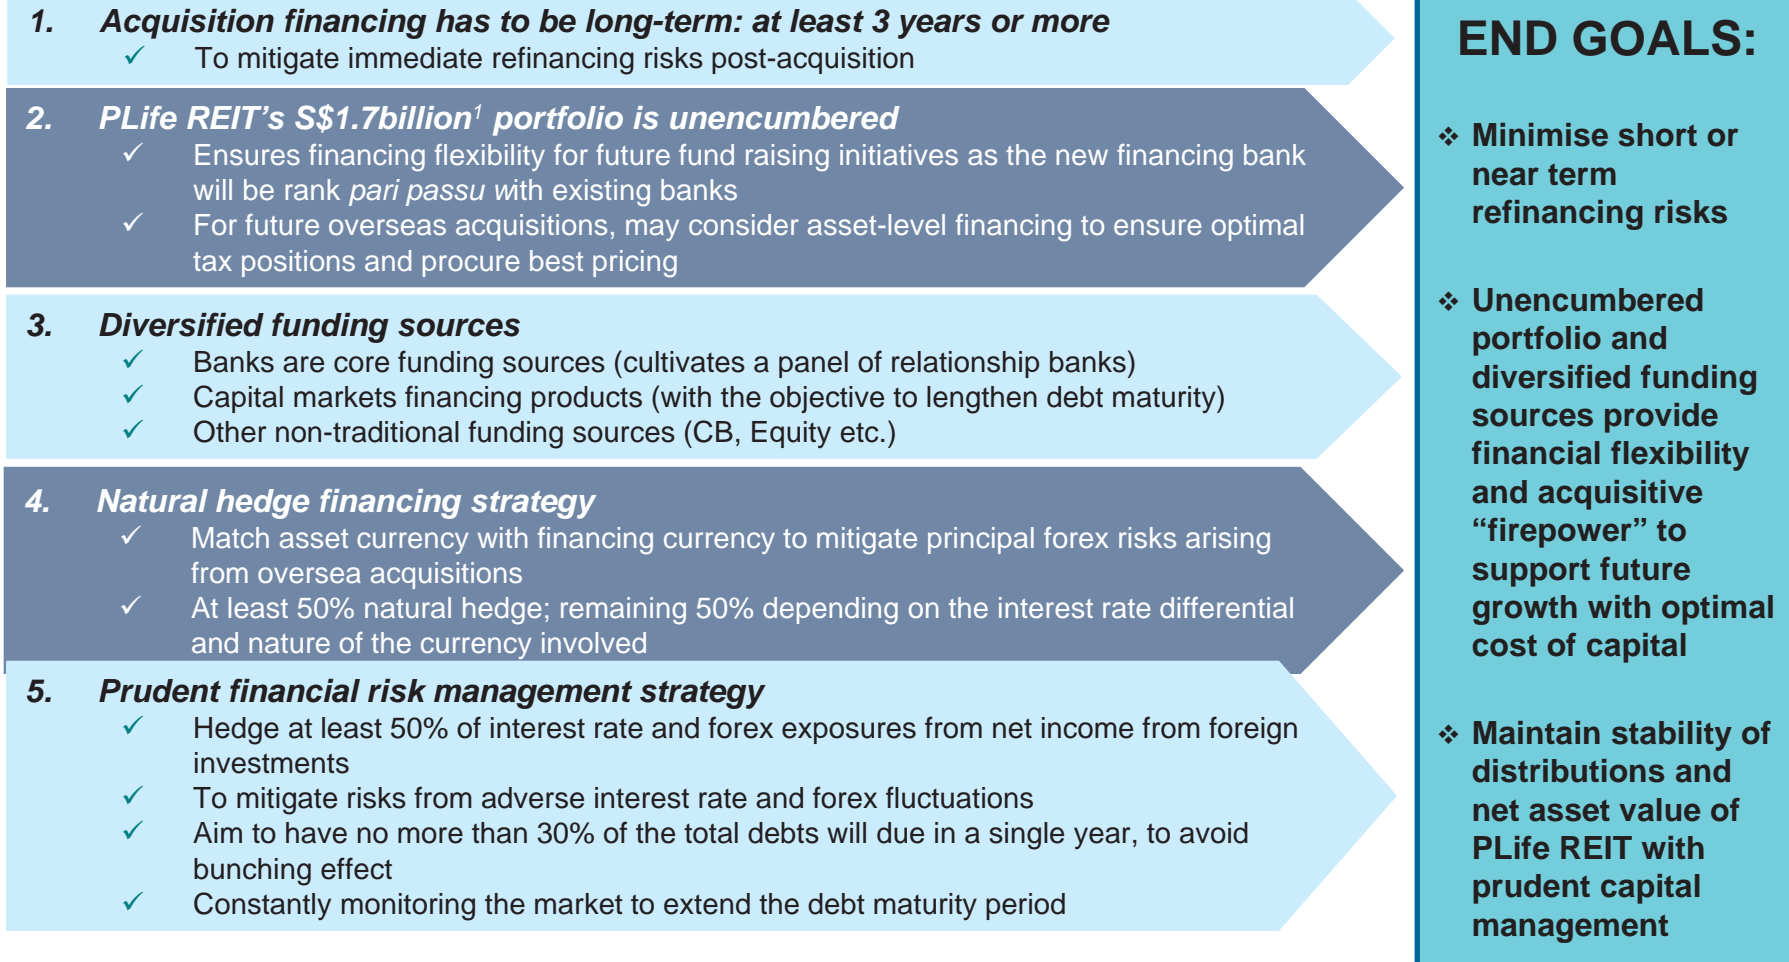 1. Acquisition financing has to be long-term: at least 3 years or more
✓ To mitigate immediate refinancing risks post-acquisition
2. PLife REIT’s S$1.7billion¹ portfolio is unencumbered
✓ Ensures financing flexibility for future fund raising initiatives as the new financing bank
will be rank pari passu with existing banks
✓ For future overseas acquisitions, may consider asset-level financing to ensure optimal
tax positions and procure best pricing
3. Diversified funding sources
✓ Banks are core funding sources (cultivates a panel of relationship banks)
✓ Capital markets financing products (with the objective to lengthen debt maturity)
✓ Other non-traditional funding sources (CB, Equity etc.)
4. Natural hedge financing strategy
✓ Match asset currency with financing currency to mitigate principal forex risks arising
from oversea acquisitions
✓ At least 50% natural hedge; remaining 50% depending on the interest rate differential
and nature of the currency involved
5. Prudent financial risk management strategy
✓ Hedge at least 50% of interest rate and forex exposures from net income from foreign
investments
✓ To mitigate risks from adverse interest rate and forex fluctuations
✓ Aim to have no more than 30% of the total debts will due in a single year, to avoid
bunching effect
✓ Constantly monitoring the market to extend the debt maturity period
END GOALS:
❖ Minimise short or
near term
refinancing risks
❖ Unencumbered
portfolio and
diversified funding
sources provide
financial flexibility
and acquisitive
“firepower” to
support future
growth with optimal
cost of capital
❖ Maintain stability of
distributions and
net asset value of
PLife REIT with
prudent capital
management